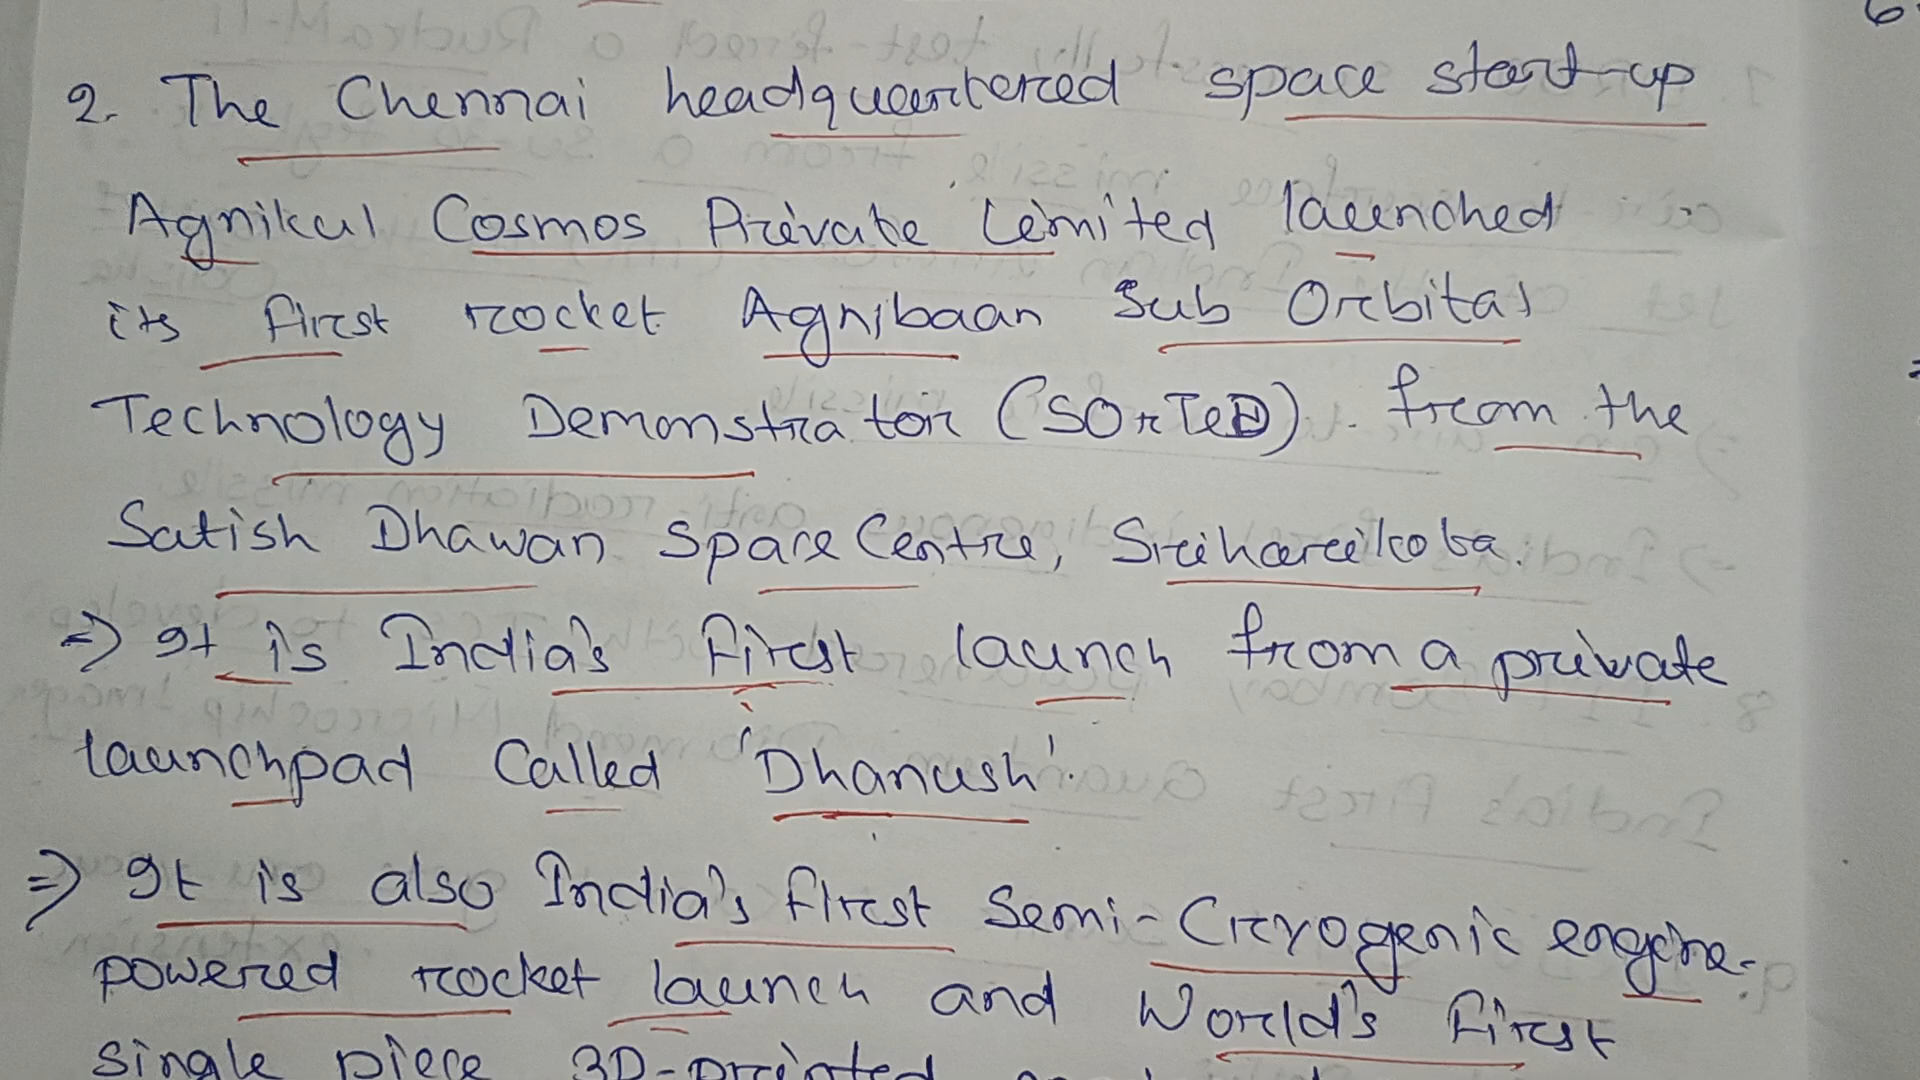 2. The Chennai headquartered space start-up
Agnikul Cosmos Private Limited launched
its first rocket Agnibaan Sub Orbital
Technology Demonstrator (SOrTeD). from the
Satish Dhawan Space Centre, Sriharikota.
⇒ It is India's first launch from a private
launchpad Called 'Dhanush'.
⇒ It is also India's first Semi-Cryogenic engine-
powered rocket launch and World's first
single piece 3D-printed